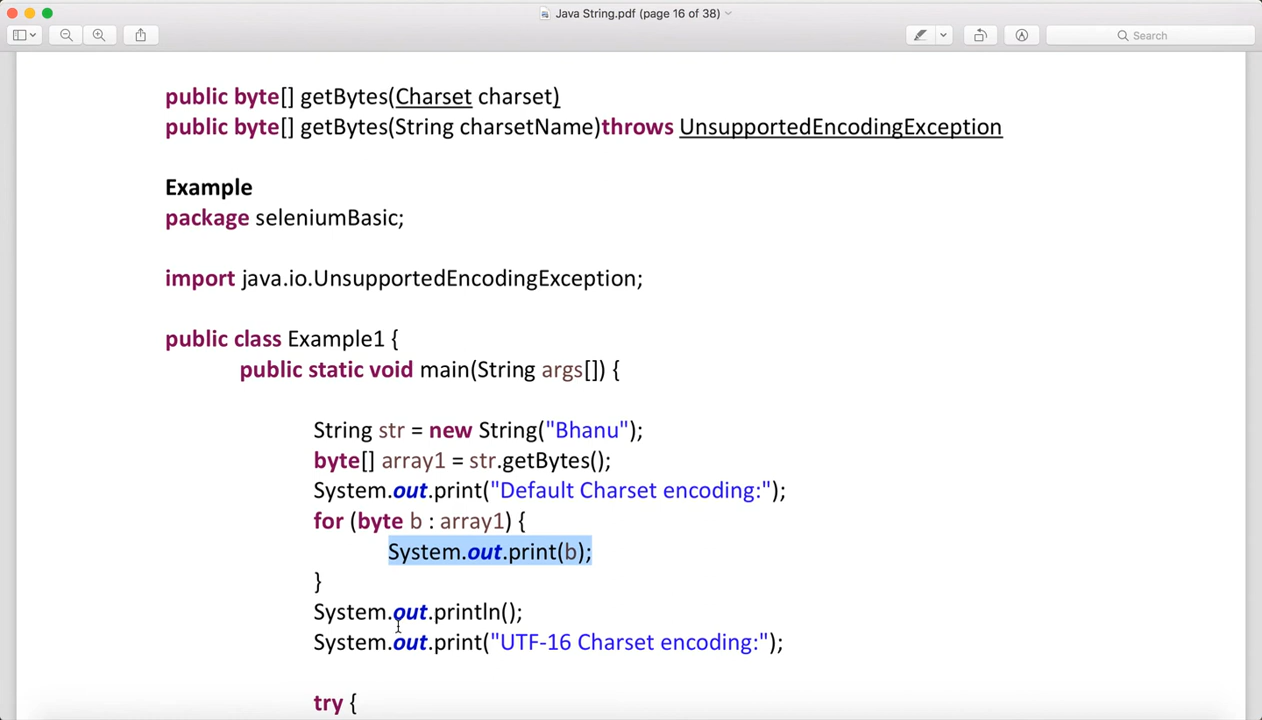 Java String.pdf (page 16 of 38)
Search
public byte[] getBytes(Charset charset)
public byte[] getBytes(String charsetName)throws UnsupportedEncodingException
Example
package seleniumBasic;
import java.io.UnsupportedEncodingException;
public class Example1 {
public static void main(String args[]) {
String str = new String("Bhanu");
byte[] array1 = str.getBytes();
System.out.print("Default Charset encoding:");
for (byte b : array1) {
System.out.print(b);
}
System.out.println();
System.out.print("UTF-16 Charset encoding:");
try {